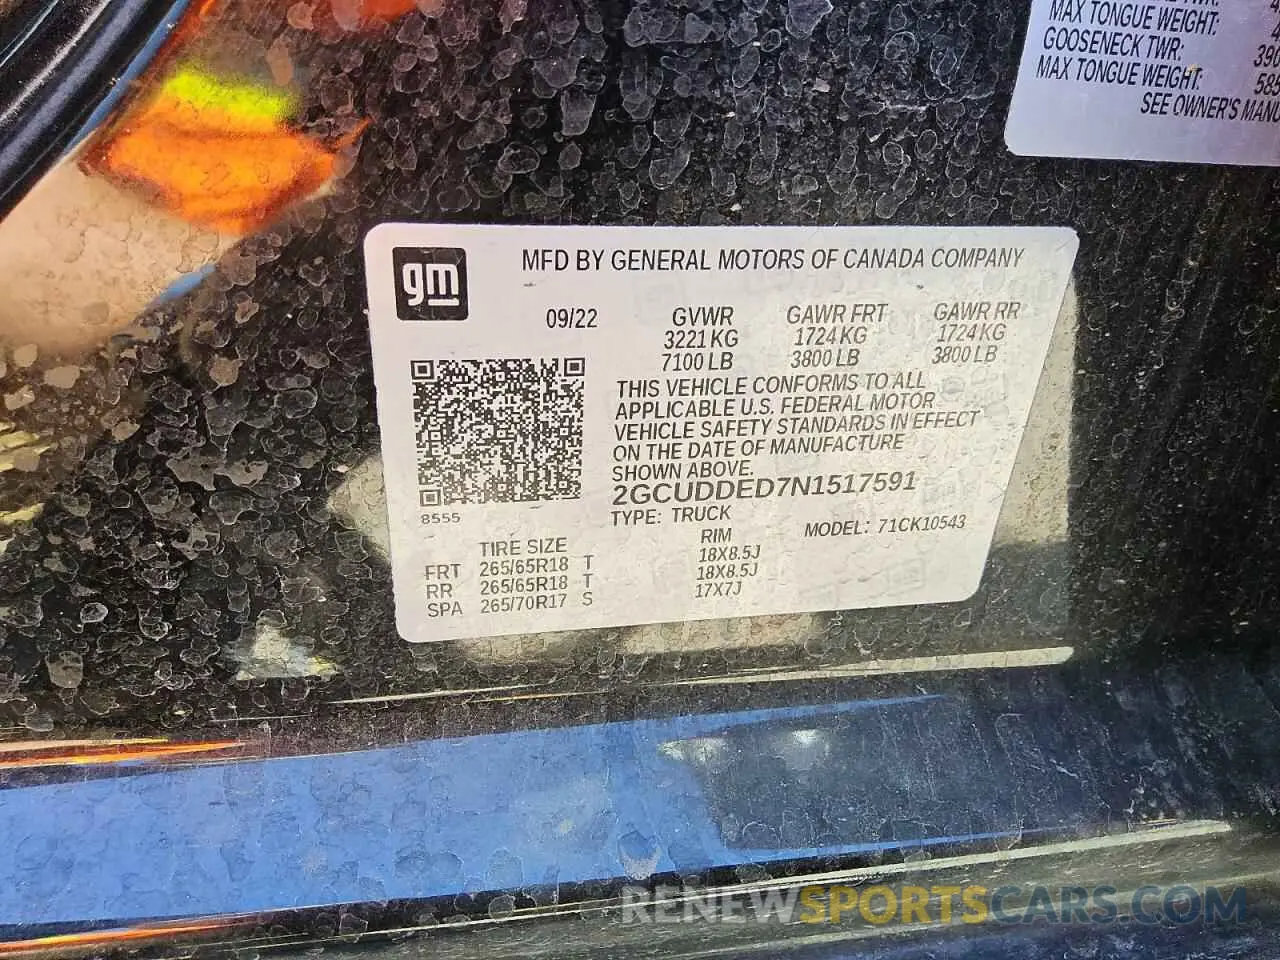 MAX TONGUE WEIGHT:
GOOSENECK TWR:
MAX TONGUE WEIGHT:
SEE OWNER'S
gm
MFD BY GENERAL MOTORS OF CANADA COMPANY
09/22 GVWR GAWR FRT GAWR RR
3221 KG 1724 KG 1724 KG
7100 LB 3800 LB 3800 LB
THIS VEHICLE CONFORMS TO ALL
APPLICABLE U.S. FEDERAL MOTOR
VEHICLE SAFETY STANDARDS IN EFFECT
ON THE DATE OF MANUFACTURE
SHOWN ABOVE.
2GCUDDED7N1517591
8555
TYPE: TRUCK MODEL: 71CK10543
TIRE SIZE RIM
FRT 265/65R18 T 18X8.5J
RR 265/65R18 T 18X8.5J
SPA 265/70R17 S 17X7J
RENEWSPORTSCARS.COM